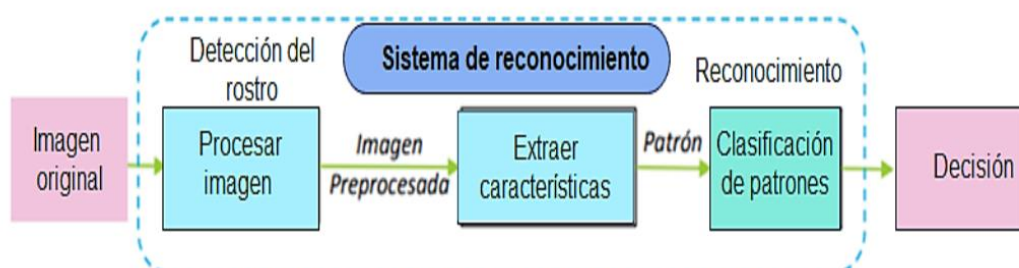 Sistema de reconocimiento
Detección del
rostro
Reconocimiento
Imagen
original
Procesar
imagen
Imagen
Preprocesada
Extraer
características
Patrón
Clasificación
de patrones
Decisión